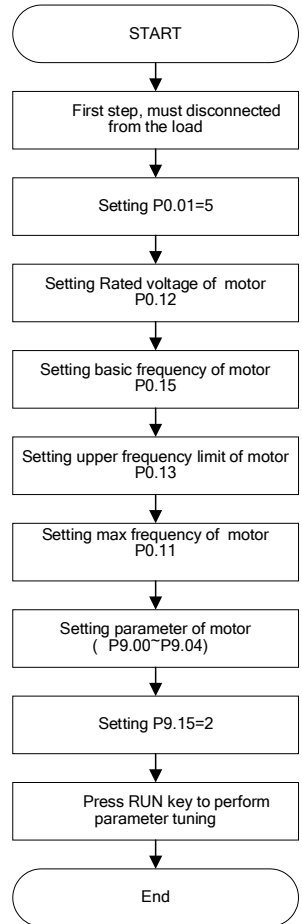 START
First step, must disconnected
from the load
Setting P0.01=5
Setting Rated voltage of motor
P0.12
Setting basic frequency of motor
P0.15
Setting upper frequency limit of motor
P0.13
Setting max frequency of motor
P0.11
Setting parameter of motor
( P9.00~P9.04)
Setting P9.15=2
Press RUN key to perform
parameter tuning
End